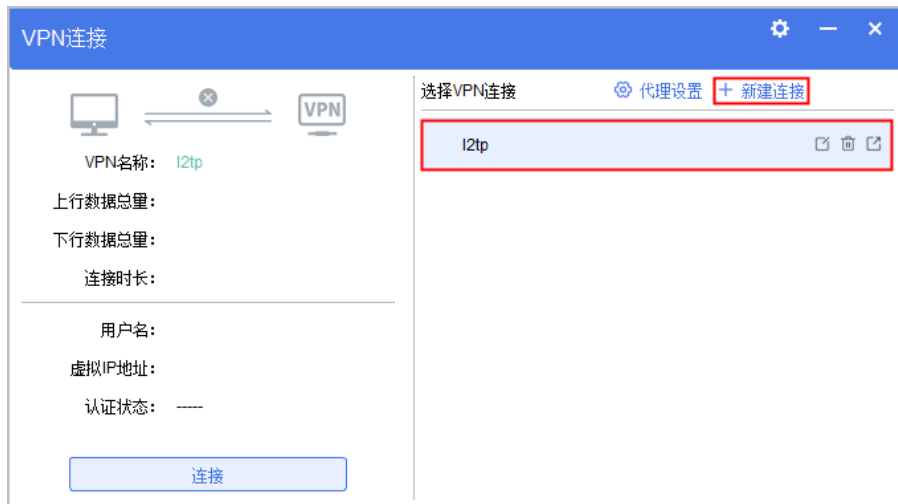 VPN连接
VPN
VPN名称： l2tp
上行数据总量：
下行数据总量：
连接时长：
用户名：
虚拟IP地址：
认证状态： -----
连接
选择VPN连接 代理设置 + 新建连接
l2tp